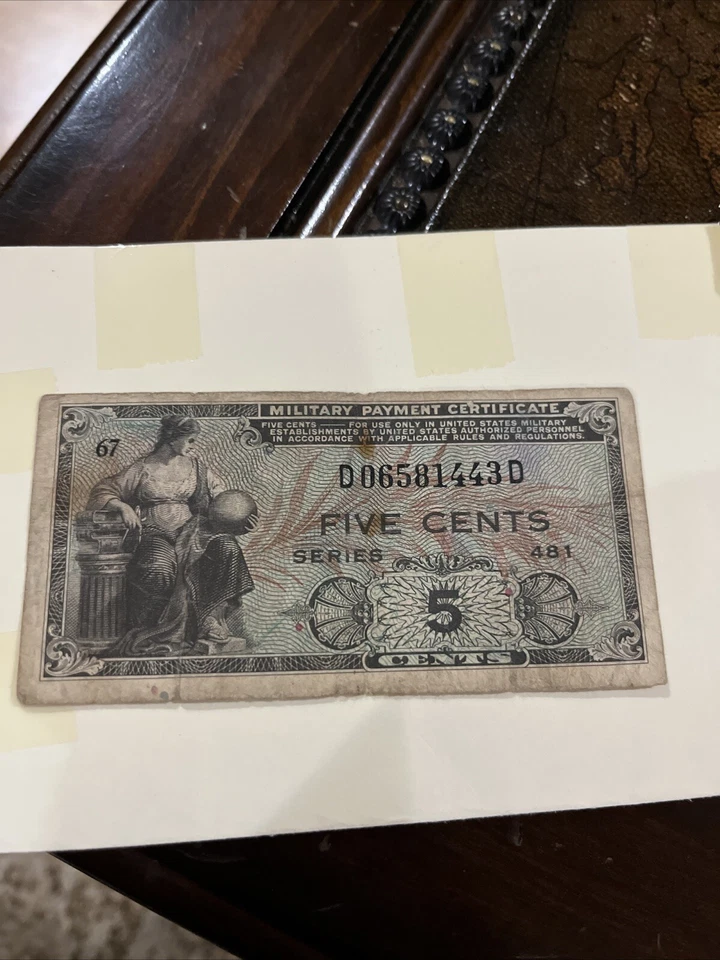 MILITARY PAYMENT CERTIFICATE
FIVE CENTS —— FOR USE ONLY IN UNITED STATES MILITARY
ESTABLISHMENTS BY UNITED STATES AUTHORIZED PERSONNEL
IN ACCORDANCE WITH APPLICABLE RULES AND REGULATIONS.
67
D06581443D
FIVE CENTS
SERIES 481
5
CENTS